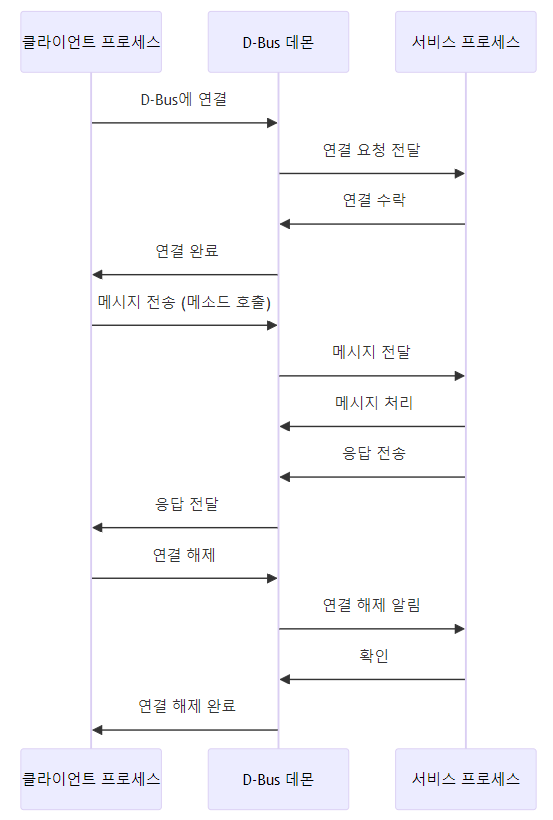 클라이언트 프로세스
D-Bus 데몬
서비스 프로세스
D-Bus에 연결
연결 요청 전달
연결 수락
연결 완료
메시지 전송 (메소드 호출)
메시지 전달
메시지 처리
응답 전송
응답 전달
연결 해제
연결 해제 알림
확인
연결 해제 완료
클라이언트 프로세스
D-Bus 데몬
서비스 프로세스